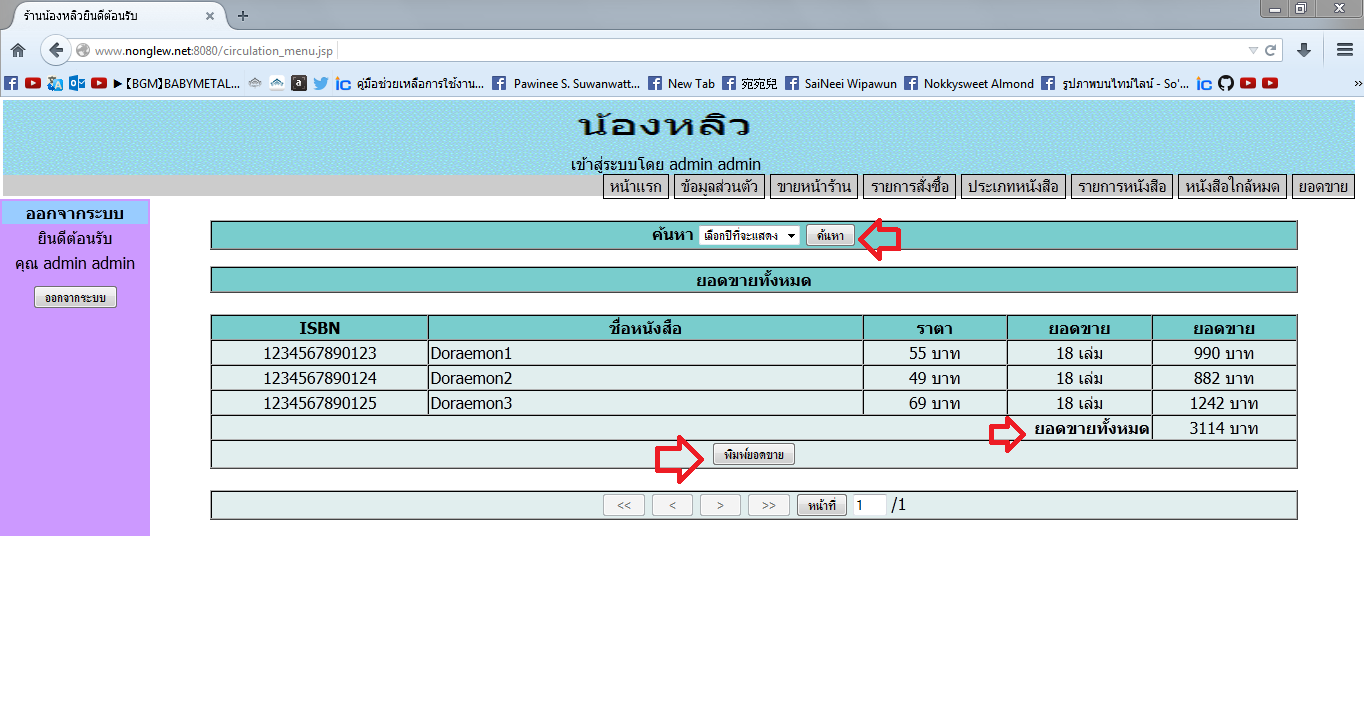 ร้านน้องหลิวยินดีต้อนรับ
www.nonglew.net:8080/circulation_menu.jsp
【BGM】BABYMETAL... a ic คู่มือช่วยเหลือการใช้งาน... Pawinee S. Suwanwatt... New Tab 宛宛兒 SaiNeei Wipawun Nokkysweet Almond รูปภาพบนไทม์ไลน์ - So'... ic
น้องหลิว
เข้าสู่ระบบโดย admin admin
หน้าแรก ข้อมูลส่วนตัว ขายหน้าร้าน รายการสั่งซื้อ ประเภทหนังสือ รายการหนังสือ หนังสือใกล้หมด ยอดขาย
ออกจากระบบ
ยินดีต้อนรับ
คุณ admin admin
ออกจากระบบ
ค้นหา เลือกปีที่จะแสดง ค้นหา
ยอดขายทั้งหมด
ISBN ชื่อหนังสือ ราตา ยอดขาย ยอดขาย
1234567890123 Doraemon1 55 บาท 18 เล่ม 990 บาท
1234567890124 Doraemon2 49 บาท 18 เล่ม 882 บาท
1234567890125 Doraemon3 69 บาท 18 เล่ม 1242 บาท
ยอดขายทั้งหมด 3114 บาท
พิมพ์ยอดขาย
<< < > >> หน้าที่ 1 /1